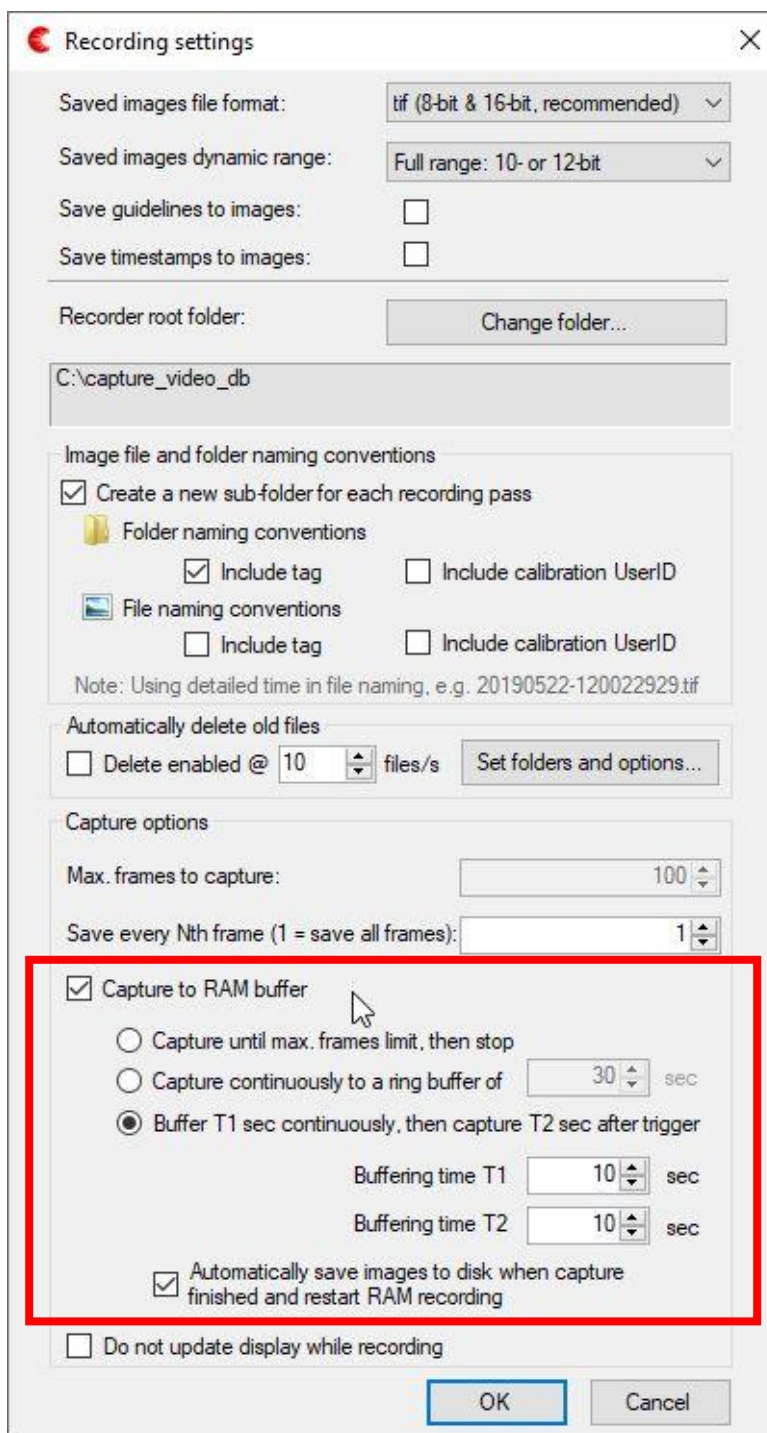 Recording settings
Saved images file format: tif (8-bit & 16-bit, recommended)
Saved images dynamic range: Full range: 10- or 12-bit
Save guidelines to images:
Save timestamps to images:
Recorder root folder: Change folder...
C:\capture_video_db
Image file and folder naming conventions
Create a new sub-folder for each recording pass
Folder naming conventions
Include tag Include calibration UserID
File naming conventions
Include tag Include calibration UserID
Note: Using detailed time in file naming, e.g. 20190522-120022929.tif
Automatically delete old files
Delete enabled @ 10 files/s Set folders and options...
Capture options
Max. frames to capture: 100
Save every Nth frame (1 = save all frames): 1
Capture to RAM buffer
Capture until max. frames limit, then stop
Capture continuously to a ring buffer of 30 sec
Buffer T1 sec continuously, then capture T2 sec after trigger
Buffering time T1 10 sec
Buffering time T2 10 sec
Automatically save images to disk when capture
finished and restart RAM recording
Do not update display while recording
OK Cancel